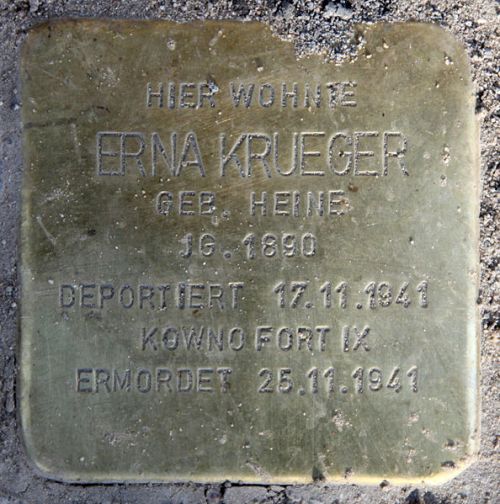 HIER WOHNTE
ERNA KRUEGER
GEB. HEINE
JG. 1890
DEPORTIERT 17.11.1941
KOWNO FORT IX
ERMORDET 25.11.1941